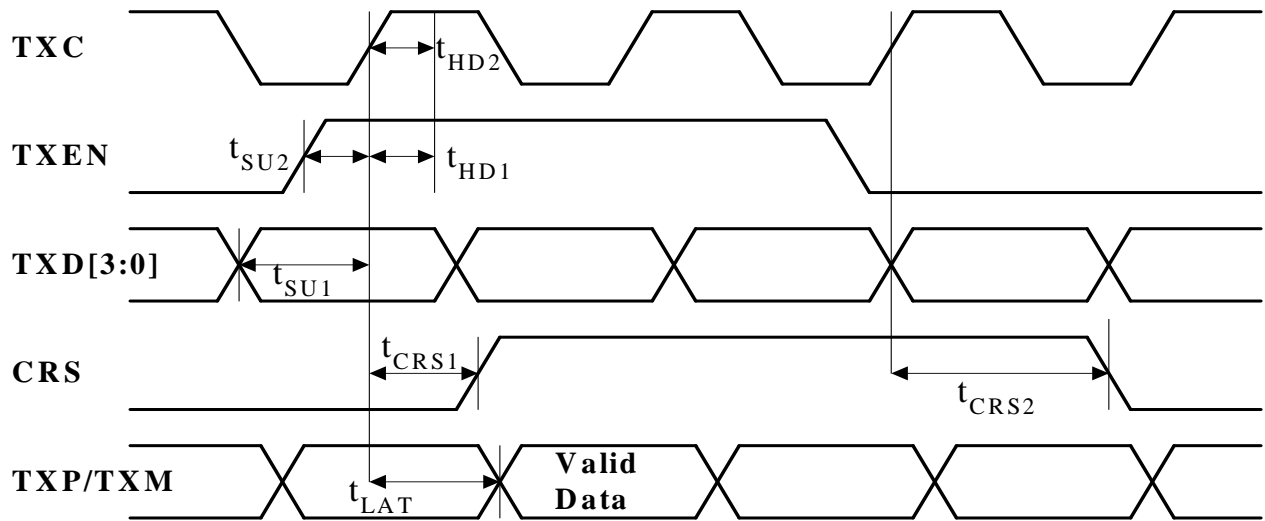 TXC
tHD2
TXEN
tSU2
tHD1
TXD[3:0]
tSU1
CRS
tCRS1
tCRS2
TXP/TXM
tLAT
Valid
Data